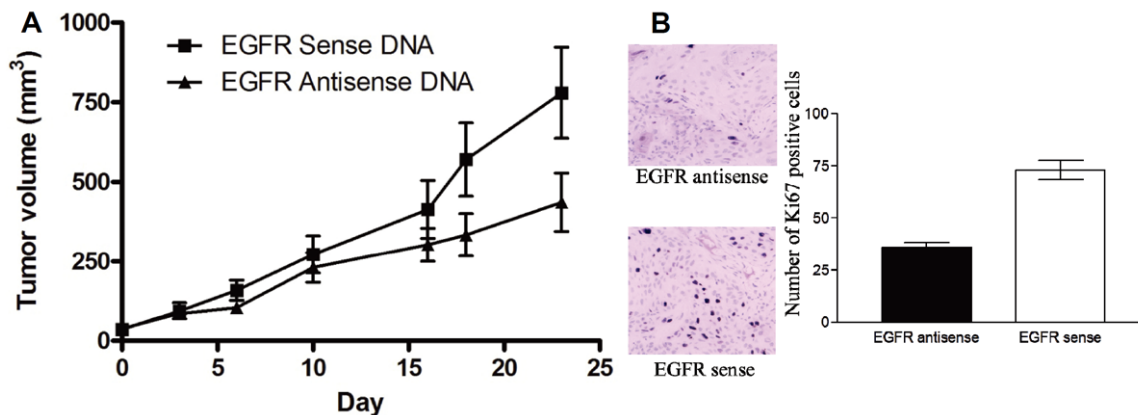 A
1000
750
500
250
0
Tumor volume (mm³)
EGFR Sense DNA
EGFR Antisense DNA
0 5 10 15 20 25
Day
B
EGFR antisense
EGFR sense
Number of Ki67 positive cells
100
75
50
25
0
EGFR antisense EGFR sense